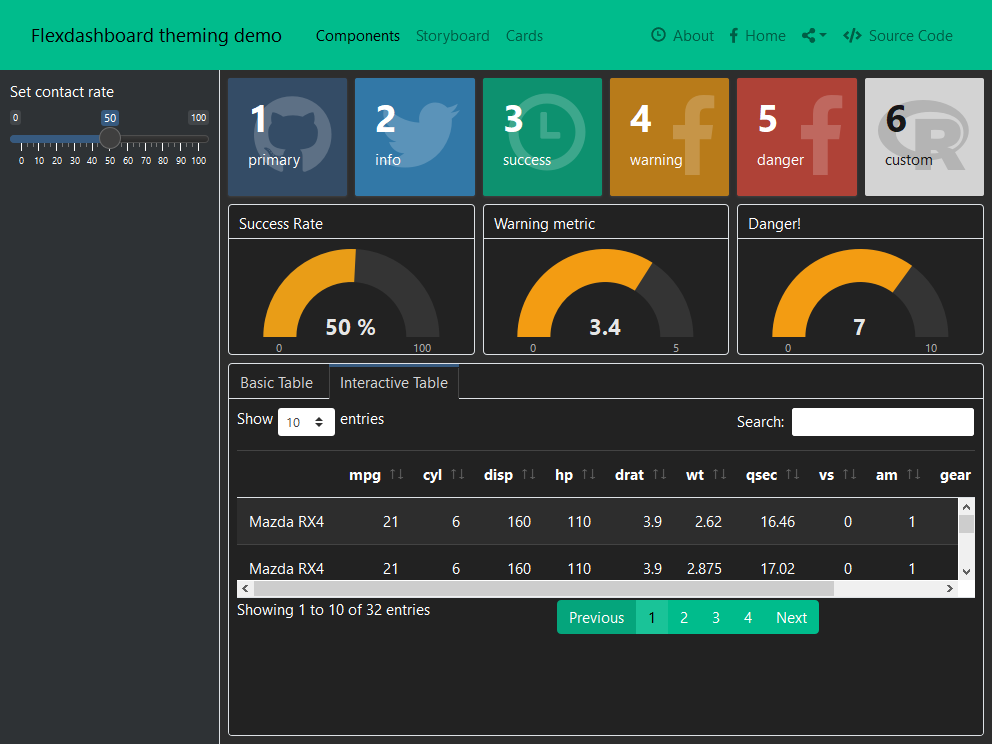 Flexdashboard theming demo Components Storyboard Cards About Home Source Code
Set contact rate
0 50 100
0 10 20 30 40 50 60 70 80 90 100
1 2 3 4 5 6
primary info success warning danger custom
Success Rate Warning metric Danger!
50 % 3.4 7
0 100 0 5 0 10
Basic Table Interactive Table
Show 10 entries Search:
mpg cyl disp hp drat wt qsec vs am gear
Mazda RX4 21 6 160 110 3.9 2.62 16.46 0 1
Mazda RX4 21 6 160 110 3.9 2.875 17.02 0 1
Showing 1 to 10 of 32 entries Previous 1 2 3 4 Next